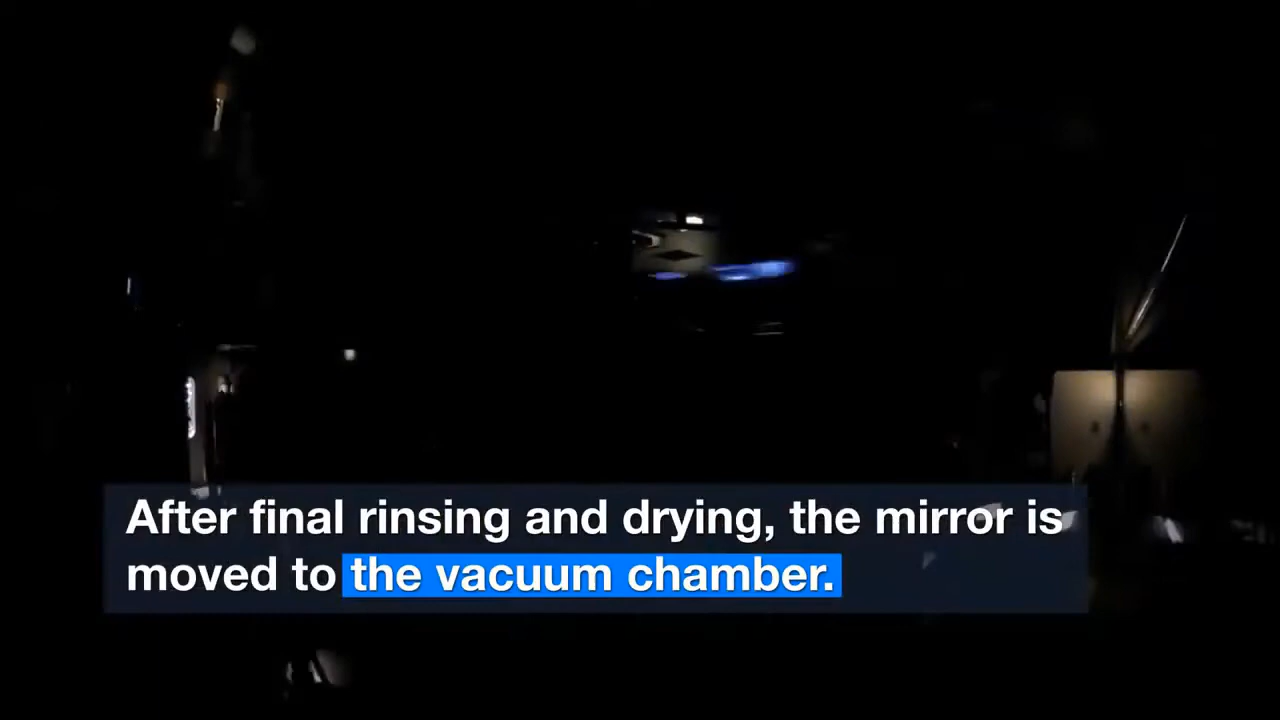 After final rinsing and drying, the mirror is
moved to the vacuum chamber.